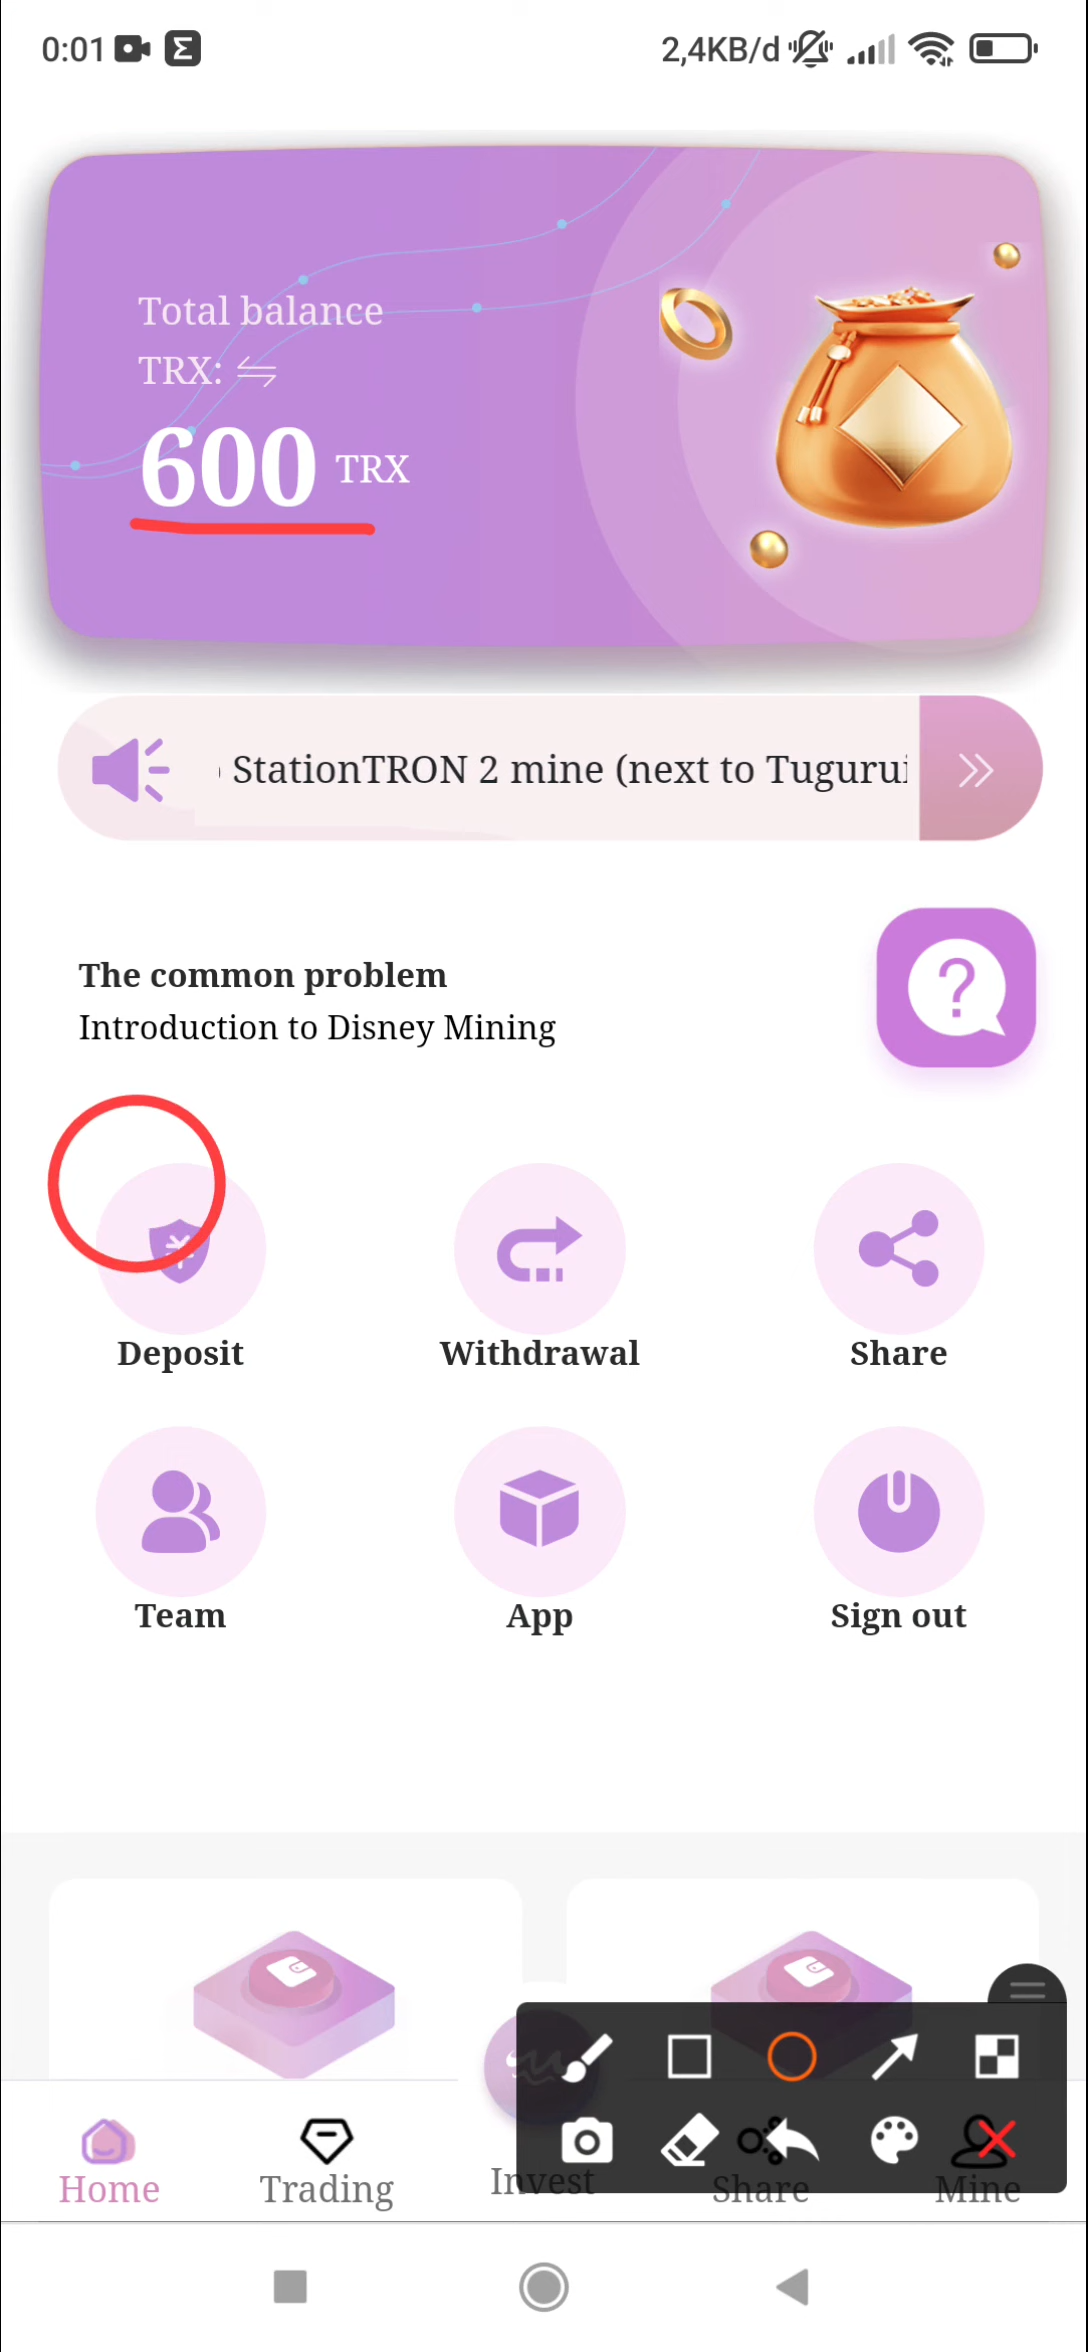 0:01
2,4KB/d
Total balance
TRX:
600 TRX
StationTRON 2 mine (next to Tugurui
The common problem
Introduction to Disney Mining
Deposit
Withdrawal
Share
Team
App
Sign out
Home
Trading
Invest
Share
Mine